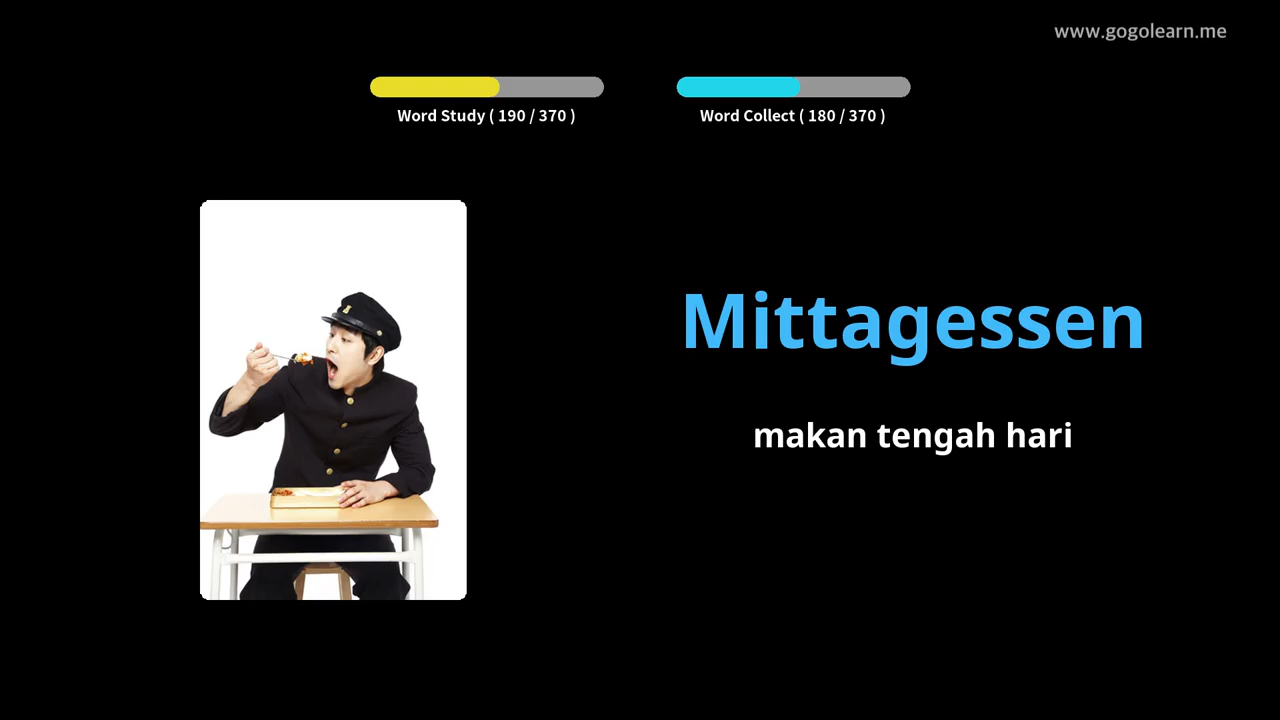 www.gogolearn.me
Word Study ( 190 / 370 )
Word Collect ( 180 / 370 )
Mittagessen
makan tengah hari